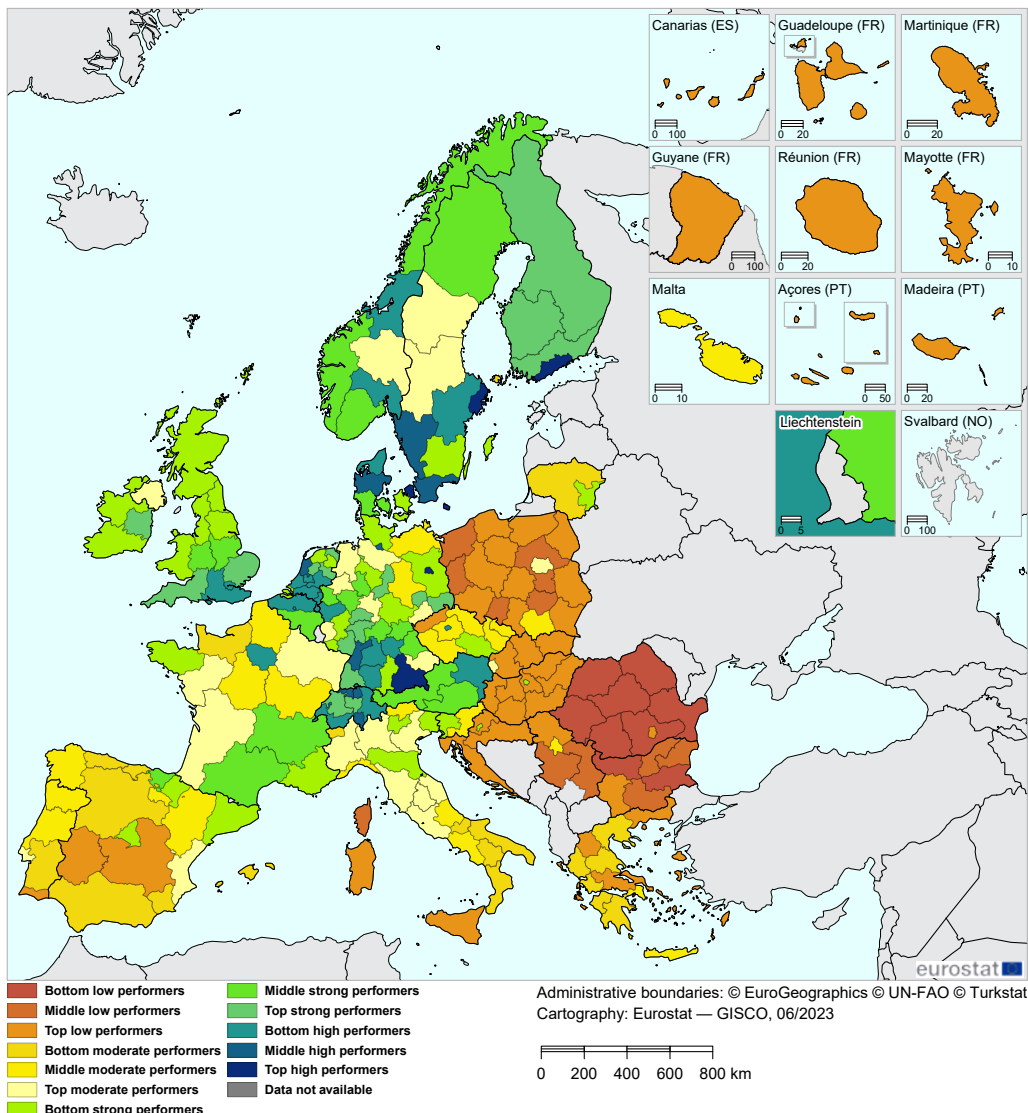 Canarias (ES)
0 100
Guadeloupe (FR)
0 20
Martinique (FR)
0 20
Guyane (FR)
0 100
Réunion (FR)
0 20
Mayotte (FR)
0 10
Malta
0 10
Açores (PT)
0 50
Madeira (PT)
0 20
Liechtenstein
0 5
Svalbard (NO)
0 100
eurostat
Bottom low performers
Middle low performers
Top low performers
Bottom moderate performers
Middle moderate performers
Top moderate performers
Bottom strong performers
Middle strong performers
Top strong performers
Bottom high performers
Middle high performers
Top high performers
Data not available
Administrative boundaries: © EuroGeographics © UN-FAO © Turkstat
Cartography: Eurostat — GISCO, 06/2023
0 200 400 600 800 km